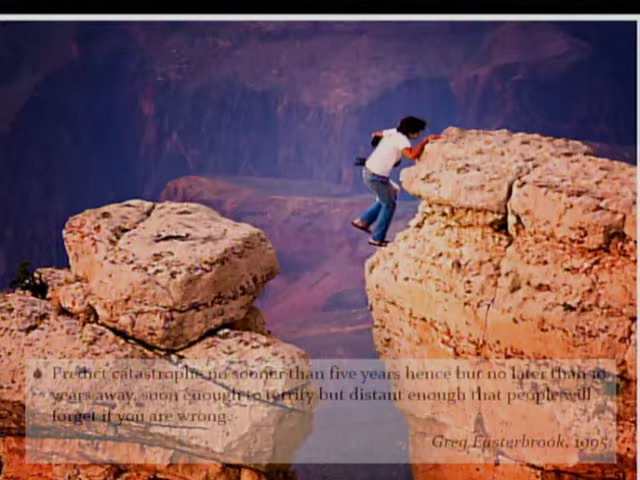 Predict catastrophe no sooner than five years hence but no later than 10
years away, soon enough to terrify but distant enough that people will
forget if you are wrong.
Greg Easterbrook, 1995